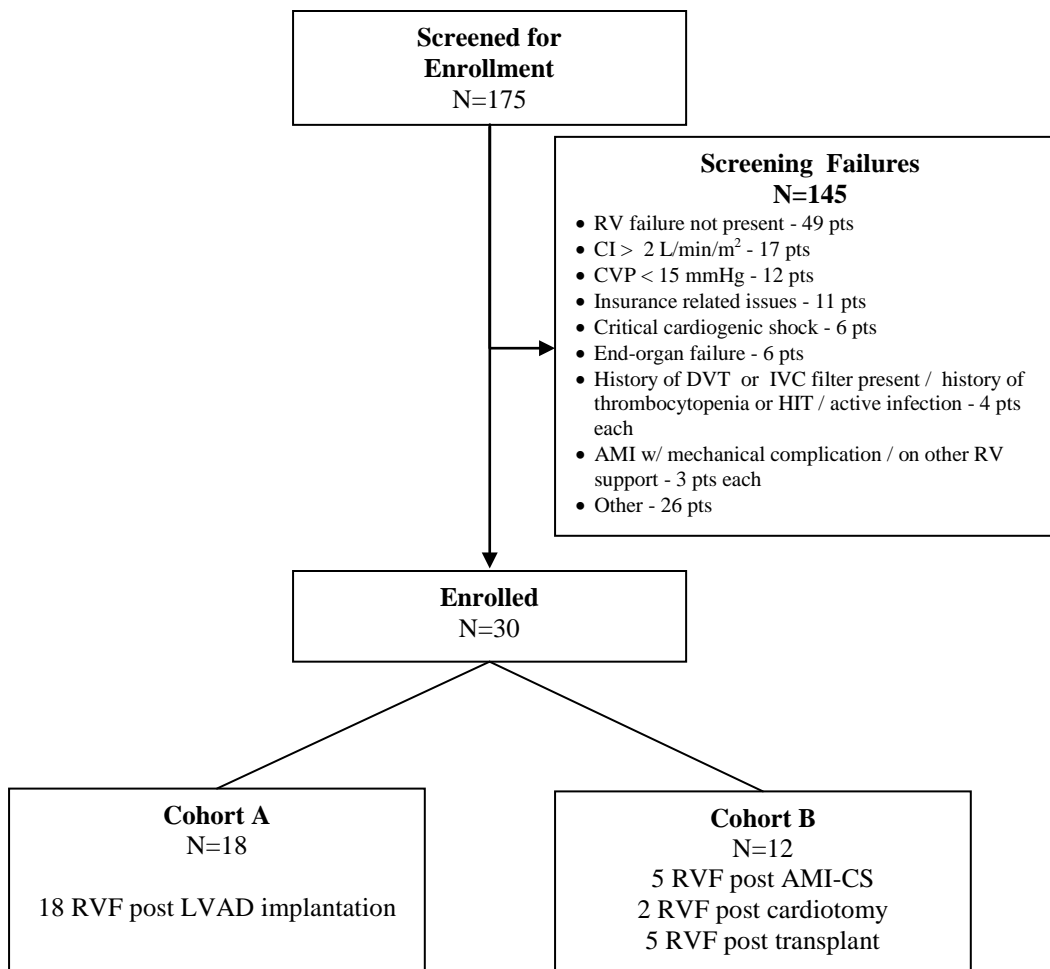 Screened for
Enrollment
N=175
Screening Failures
N=145
• RV failure not present - 49 pts
• CI > 2 L/min/m² - 17 pts
• CVP < 15 mmHg - 12 pts
• Insurance related issues - 11 pts
• Critical cardiogenic shock - 6 pts
• End-organ failure - 6 pts
• History of DVT or IVC filter present / history of
thrombocytopenia or HIT / active infection - 4 pts
each
• AMI w/ mechanical complication / on other RV
support - 3 pts each
• Other - 26 pts
Enrolled
N=30
Cohort A
N=18
18 RVF post LVAD implantation
Cohort B
N=12
5 RVF post AMI-CS
2 RVF post cardiotomy
5 RVF post transplant